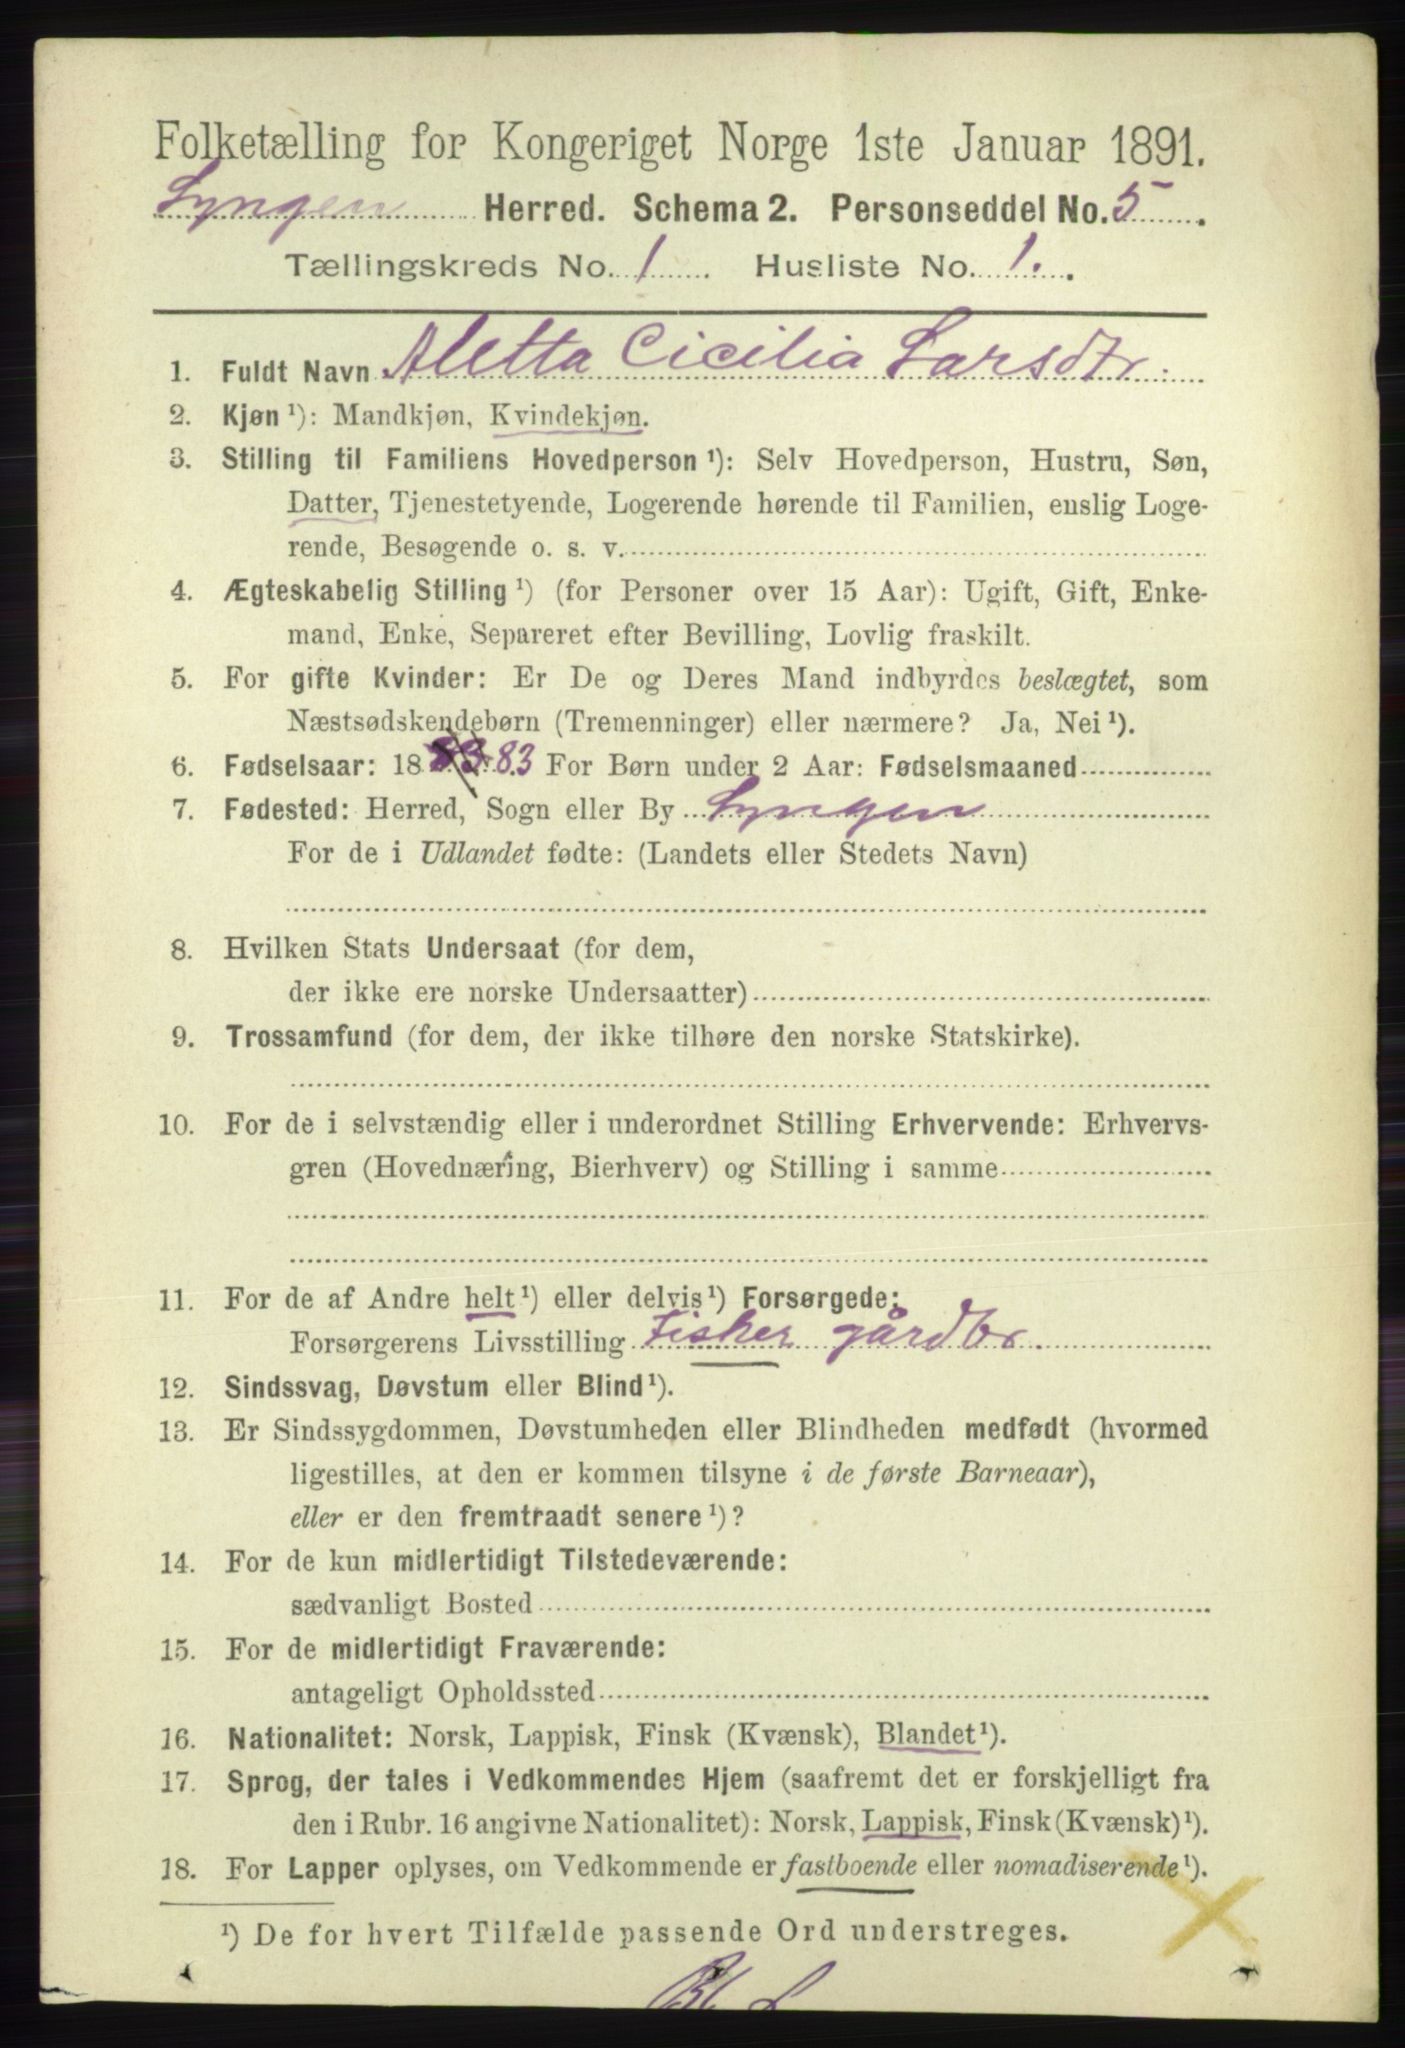 Folketælling for Kongeriget Norge 1ste Januar 1891.
Lyngen Herred. Schema 2. Personseddel No. 5.
Tællingskreds No. 1 Husliste No. 1.
1. Fuldt Navn Aletta Cicilia Larsdtr.
2. Kjøn ¹): Mandkjøn, Kvindekjøn.
3. Stilling til Familiens Hovedperson ¹): Selv Hovedperson, Hustru, Søn,
Datter, Tjenestetyende, Logerende hørende til Familien, enslig Loge-
rende, Besøgende o. s. v.
4. Ægteskabelig Stilling ¹) (for Personer over 15 Aar): Ugift, Gift, Enke-
mand, Enke, Separeret efter Bevilling, Lovlig fraskilt.
5. For gifte Kvinder: Er De og Deres Mand indbyrdes beslægtet, som
Næstsødskendebørn (Tremenninger) eller nærmere? Ja, Nei ¹).
6. Fødselsaar: 18 83 For Børn under 2 Aar: Fødselsmaaned
7. Fødested: Herred, Sogn eller By Lyngen
For de i Udlandet fødte: (Landets eller Stedets Navn)
8. Hvilken Stats Undersaat (for dem,
der ikke ere norske Undersaatter)
9. Trossamfund (for dem, der ikke tilhøre den norske Statskirke).
10. For de i selvstændig eller i underordnet Stilling Erhvervende: Erhvervs-
gren (Hovednæring, Bierhverv) og Stilling i samme
11. For de af Andre helt ¹) eller delvis ¹) Forsørgede:
Forsørgerens Livsstilling Fisker gårdbr.
12. Sindssvag, Døvstum eller Blind ¹).
13. Er Sindssygdommen, Døvstumheden eller Blindheden medfødt (hvormed
ligestilles, at den er kommen tilsyne i de første Barneaar),
eller er den fremtraadt senere ¹)?
14. For de kun midlertidigt Tilstedeværende:
sædvanligt Bosted
15. For de midlertidigt Fraværende:
antageligt Opholdssted
16. Nationalitet: Norsk, Lappisk, Finsk (Kvænsk), Blandet ¹).
17. Sprog, der tales i Vedkommendes Hjem (saafremt det er forskjelligt fra
den i Rubr. 16 angivne Nationalitet): Norsk, Lappisk, Finsk (Kvænsk) ¹).
18. For Lapper oplyses, om Vedkommende er fastboende eller nomadiserende ¹).
¹) De for hvert Tilfælde passende Ord understreges.
Bl L